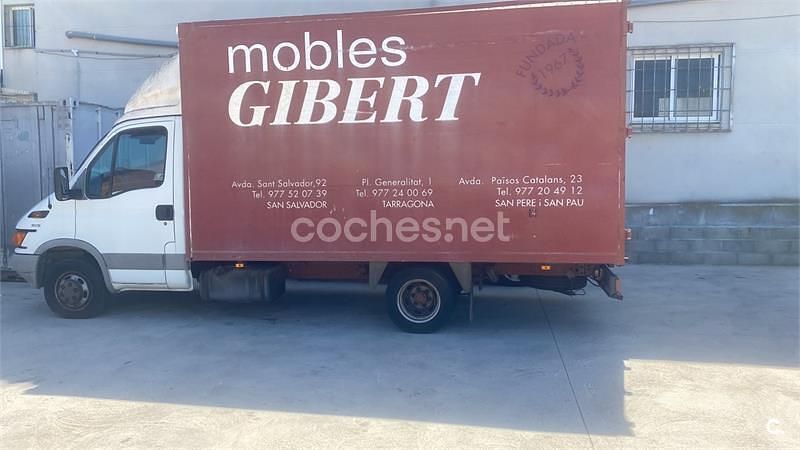 mobles
GIBERT
FUNDADA
1967
Avda. Sant Salvador,92
Tel. 977 52 07 39
SAN SALVADOR
Pl. Generalitat, 1
Tel. 977 24 00 69
TARRAGONA
Avda. Països Catalans, 23
Tel. 977 20 49 12
SAN PERE i SAN PAU
coches.net